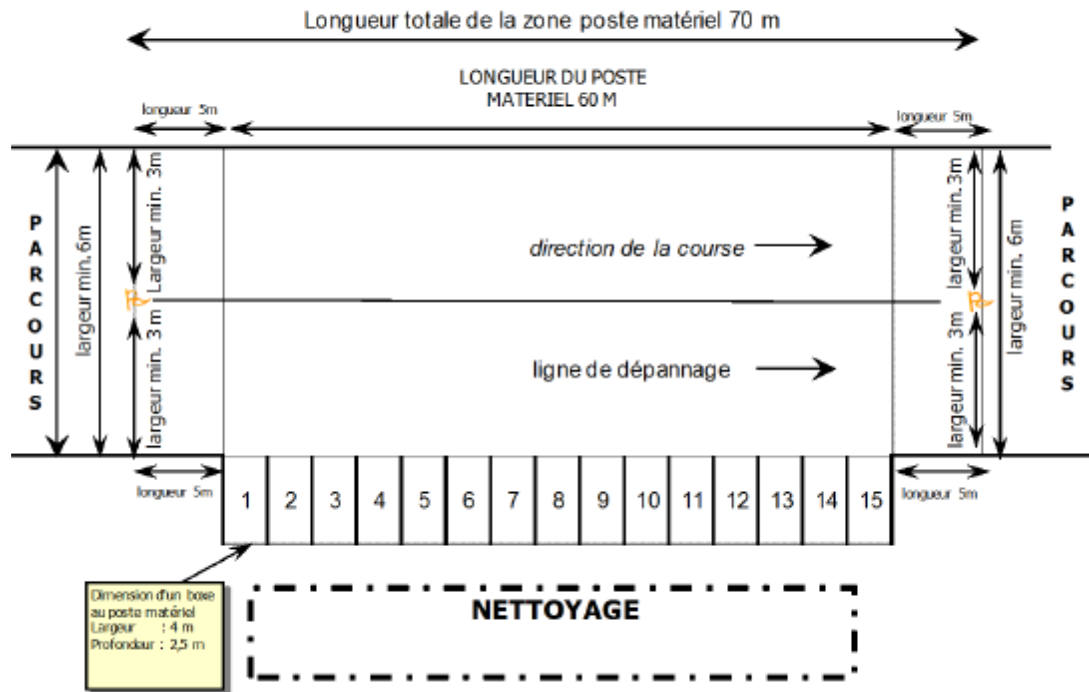 Longueur totale de la zone poste matériel 70 m
LONGUEUR DU POSTE
MATERIEL 60 M
longueur 5m
longueur 5m
PARCOURS
largeur min. 6m
Largeur min. 3m
largeur min. 3 m
direction de la course
ligne de dépannage
largeur min. 3m
largeur min. 3m
largeur min. 6m
PARCOURS
longueur 5m
longueur 5m
1 2 3 4 5 6 7 8 9 10 11 12 13 14 15
Dimension d'un boxe
au poste matériel
Largeur : 4 m
Profondeur : 2,5 m
NETTOYAGE